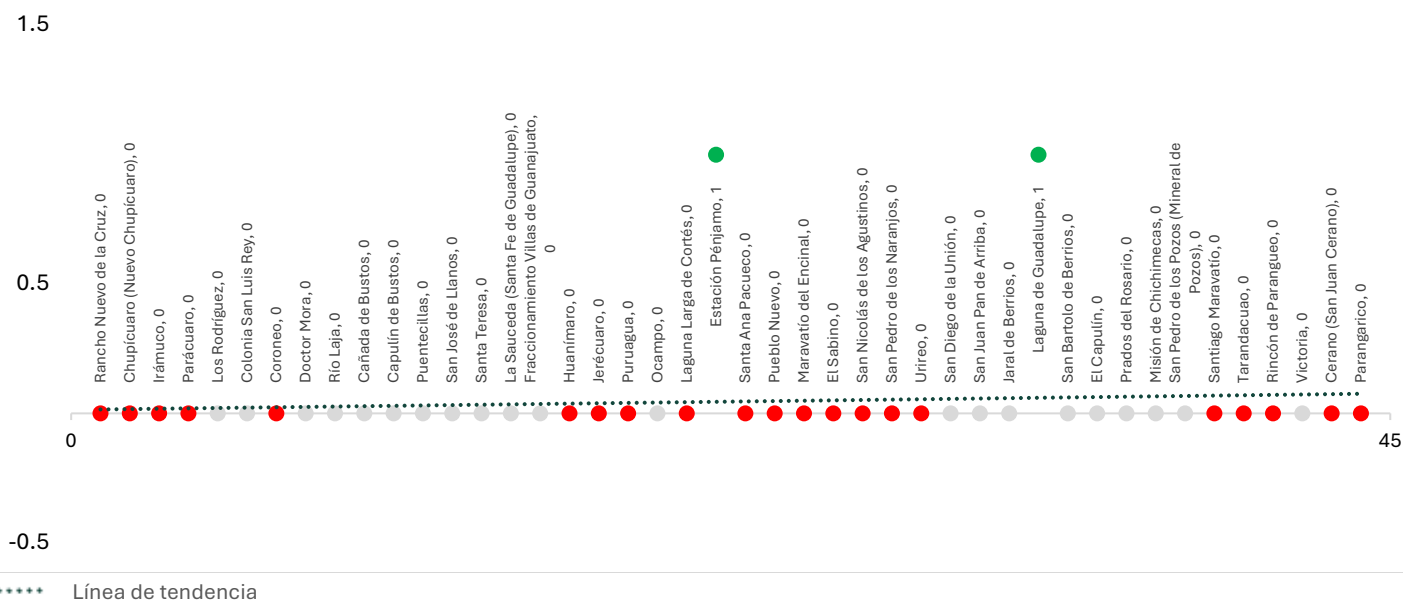 1.5
0.5
-0.5
0
45
Rancho Nuevo de la Cruz, 0
Chupícuaro (Nuevo Chupícuaro), 0
Irámuco, 0
Parácuaro, 0
Los Rodríguez, 0
Colonia San Luis Rey, 0
Coroneo, 0
Doctor Mora, 0
Río Laja, 0
Cañada de Bustos, 0
Capulín de Bustos, 0
Puentecillas, 0
San José de Llanos, 0
Santa Teresa, 0
La Sauceda (Santa Fe de Guadalupe), 0
Fraccionamiento Villas de Guanajuato,
0
Huanímaro, 0
Jerécuaro, 0
Puruagua, 0
Ocampo, 0
Laguna Larga de Cortés, 0
Estación Pénjamo, 1
Santa Ana Pacueco, 0
Pueblo Nuevo, 0
Maravatío del Encinal, 0
El Sabino, 0
San Nicolás de los Agustinos, 0
San Pedro de los Naranjos, 0
Urireo, 0
San Diego de la Unión, 0
San Juan Pan de Arriba, 0
Jaral de Berrios, 0
Laguna de Guadalupe, 1
San Bartolo de Berrios, 0
El Capulín, 0
Prados del Rosario, 0
Misión de Chichimecas, 0
San Pedro de los Pozos (Mineral de
Pozos), 0
Santiago Maravatío, 0
Tarandacuao, 0
Rincón de Parangueo, 0
Victoria, 0
Cerano (San Juan Cerano), 0
Parangarico, 0
Línea de tendencia